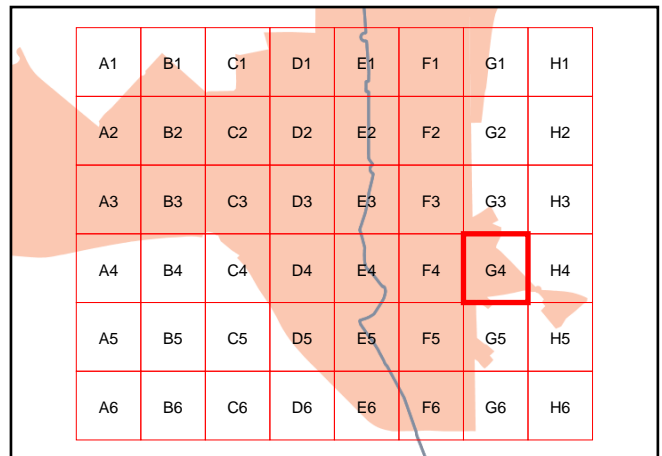 A1 B1 C1 D1 E1 F1 G1 H1
A2 B2 C2 D2 E2 F2 G2 H2
A3 B3 C3 D3 E3 F3 G3 H3
A4 B4 C4 D4 E4 F4 G4 H4
A5 B5 C5 D5 E5 F5 G5 H5
A6 B6 C6 D6 E6 F6 G6 H6